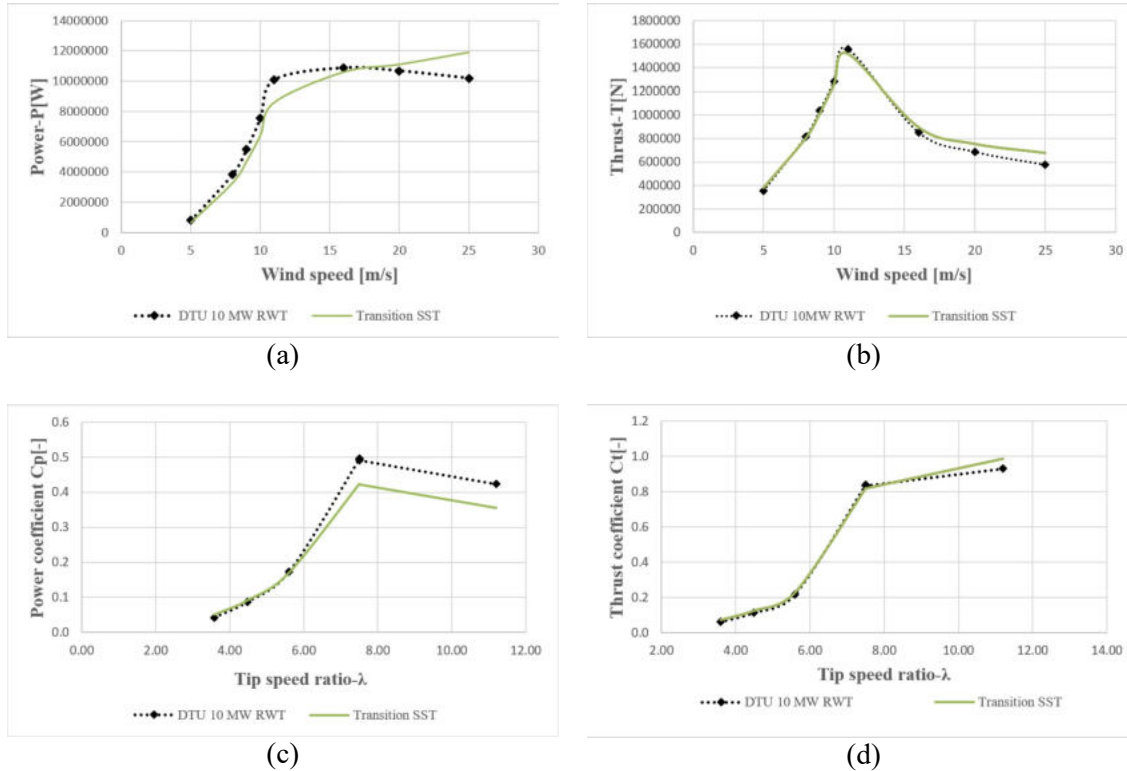 14000000
12000000
10000000
8000000
6000000
4000000
2000000
0
Power-P[W]
0 5 10 15 20 25 30
Wind speed [m/s]
DTU 10 MW RWT Transition SST
(a)
1800000
1600000
1400000
1200000
1000000
800000
600000
400000
200000
0
Thrust-T[N]
0 5 10 15 20 25 30
Wind speed [m/s]
DTU 10MW RWT Transition SST
(b)
0.6
0.5
0.4
0.3
0.2
0.1
0.0
Power coefficient Cp[-]
0.00 2.00 4.00 6.00 8.00 10.00 12.00
Tip speed ratio-λ
DTU 10 MW RWT Transition SST
(c)
1.2
1.0
0.8
0.6
0.4
0.2
0.0
Thrust coefficient Ct[-]
2.00 4.00 6.00 8.00 10.00 12.00 14.00
Tip speed ratio-λ
DTU 10 MW RWT Transition SST
(d)